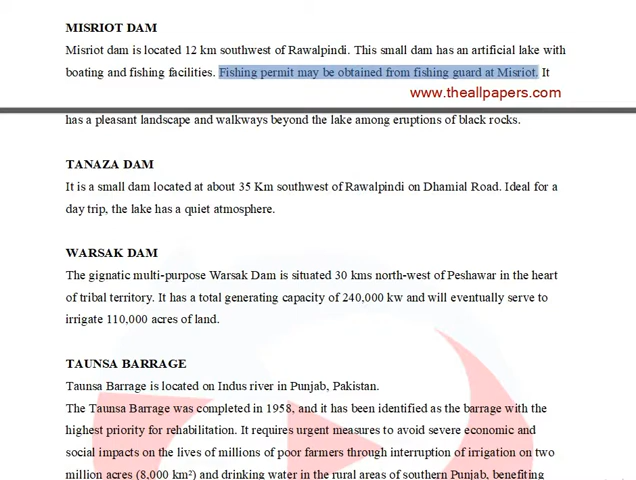 MISRIOT DAM
Misriot dam is located 12 km southwest of Rawalpindi. This small dam has an artificial lake with
boating and fishing facilities. Fishing permit may be obtained from fishing guard at Misriot. It
www.theallpapers.com
has a pleasant landscape and walkways beyond the lake among eruptions of black rocks.
TANAZA DAM
It is a small dam located at about 35 Km southwest of Rawalpindi on Dhamial Road. Ideal for a
day trip, the lake has a quiet atmosphere.
WARSAK DAM
The gignatic multi-purpose Warsak Dam is situated 30 kms north-west of Peshawar in the heart
of tribal territory. It has a total generating capacity of 240,000 kw and will eventually serve to
irrigate 110,000 acres of land.
TAUNSA BARRAGE
Taunsa Barrage is located on Indus river in Punjab, Pakistan.
The Taunsa Barrage was completed in 1958, and it has been identified as the barrage with the
highest priority for rehabilitation. It requires urgent measures to avoid severe economic and
social impacts on the lives of millions of poor farmers through interruption of irrigation on two
million acres (8,000 km²) and drinking water in the rural areas of southern Punjab, benefiting